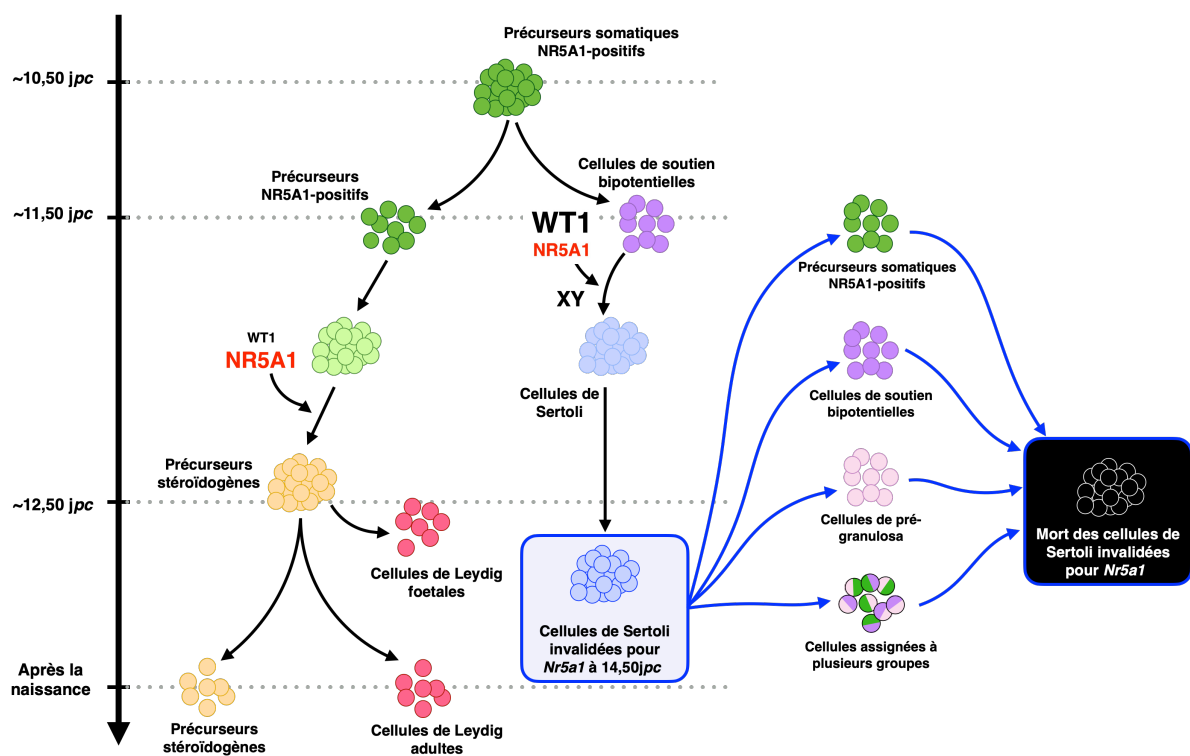 Précurseurs somatiques
NR5A1-positifs
~10,50 jpc
Cellules de soutien
bipotentielles
Précurseurs
NR5A1-positifs
~11,50 jpc
WT1
NR5A1
XY
Précurseurs somatiques
NR5A1-positifs
WT1
NR5A1
Cellules de
Sertoli
Cellules de soutien
bipotentielles
Précurseurs
stéroïdogènes
~12,50 jpc
Cellules de Leydig
foetales
Cellules de pré-
granulosa
Mort des cellules de
Sertoli invalidées
pour Nr5a1
Cellules de Sertoli
invalidées pour
Nr5a1 à 14,50jpc
Cellules assignées à
plusieurs groupes
Après la
naissance
Précurseurs
stéroïdogènes
Cellules de Leydig
adultes